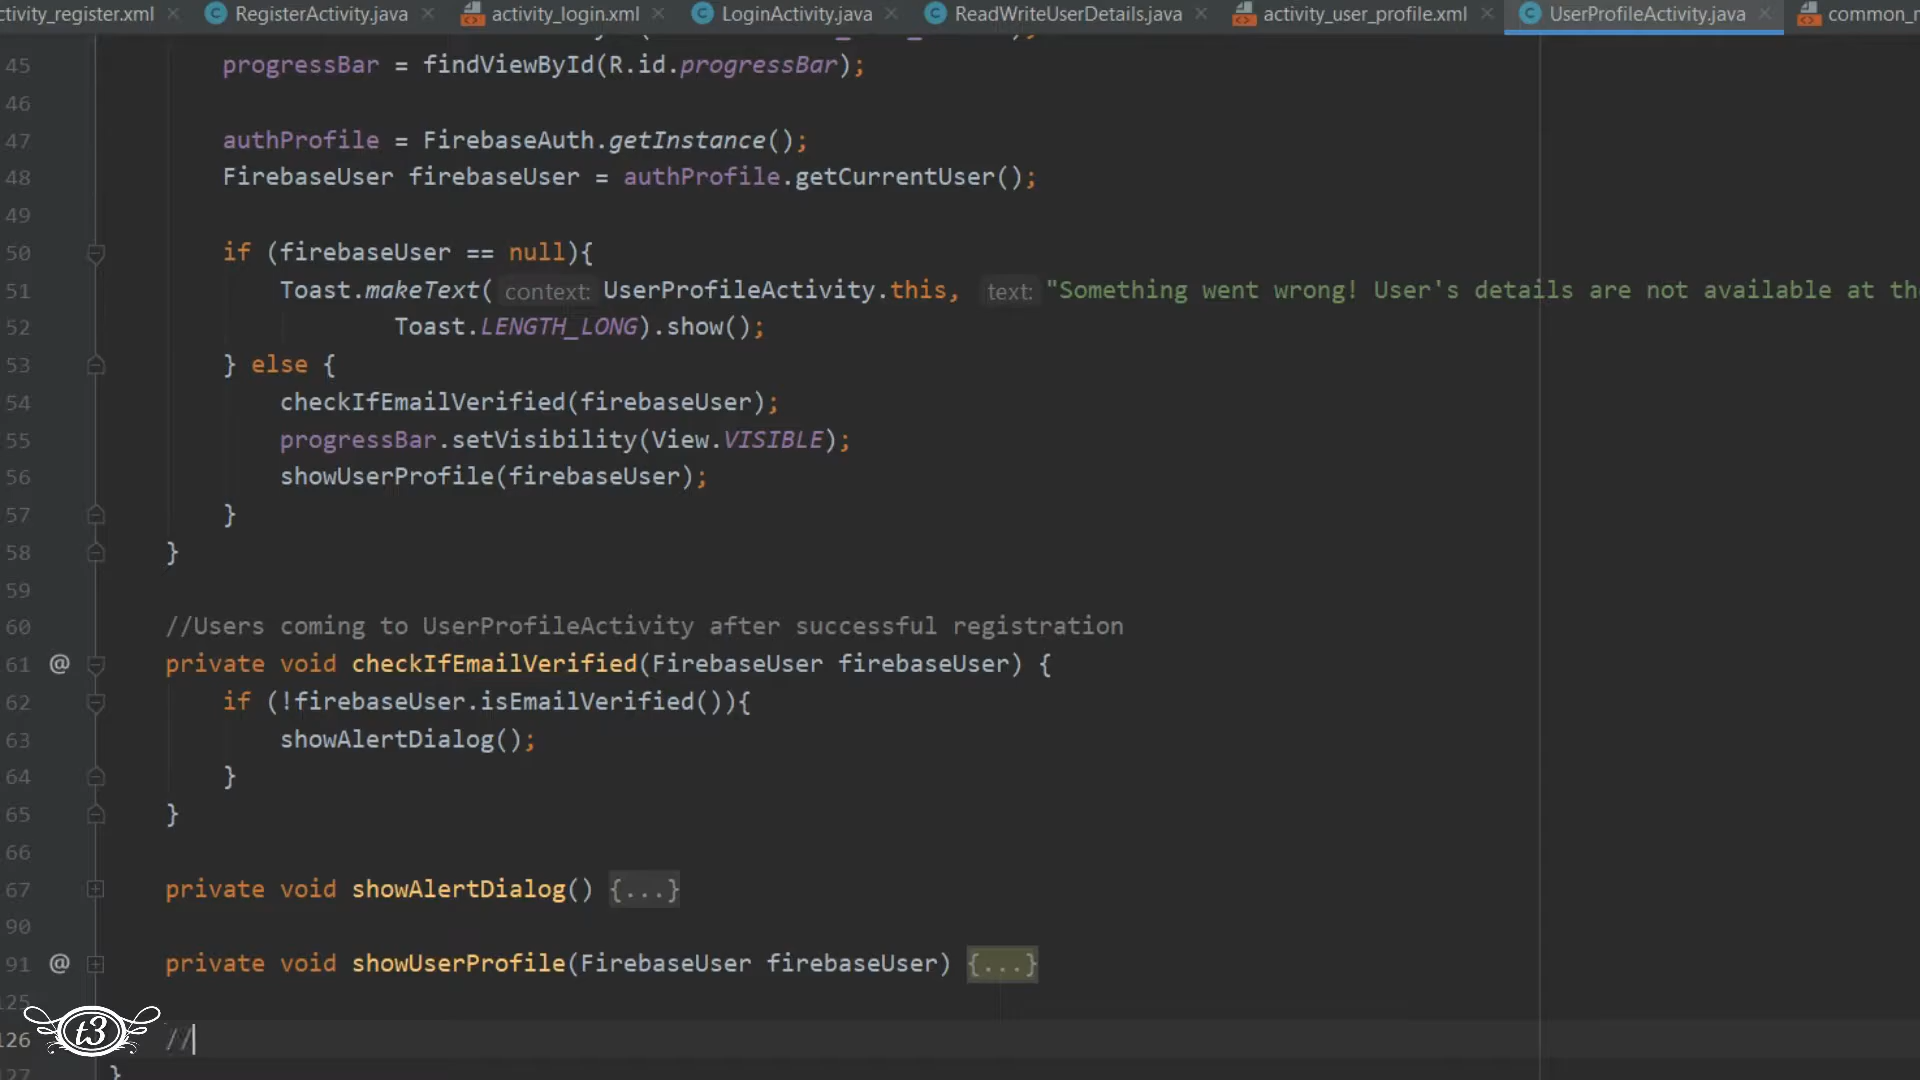 ctivity_register.xml RegisterActivity.java activity_login.xml LoginActivity.java ReadWriteUserDetails.java activity_user_profile.xml UserProfileActivity.java common_
45 progressBar = findViewById(R.id.progressBar);
46
47 authProfile = FirebaseAuth.getInstance();
48 FirebaseUser firebaseUser = authProfile.getCurrentUser();
49
50 if (firebaseUser == null){
51 Toast.makeText( context: UserProfileActivity.this, text: "Something went wrong! User's details are not available at th
52 Toast.LENGTH_LONG).show();
53 } else {
54 checkIfEmailVerified(firebaseUser);
55 progressBar.setVisibility(View.VISIBLE);
56 showUserProfile(firebaseUser);
57 }
58 }
59
60 //Users coming to UserProfileActivity after successful registration
61 @ private void checkIfEmailVerified(FirebaseUser firebaseUser) {
62 if (!firebaseUser.isEmailVerified()){
63 showAlertDialog();
64 }
65 }
66
67 private void showAlertDialog() {...}
90
91 @ private void showUserProfile(FirebaseUser firebaseUser) {...}
125
126 //
127 }
t3